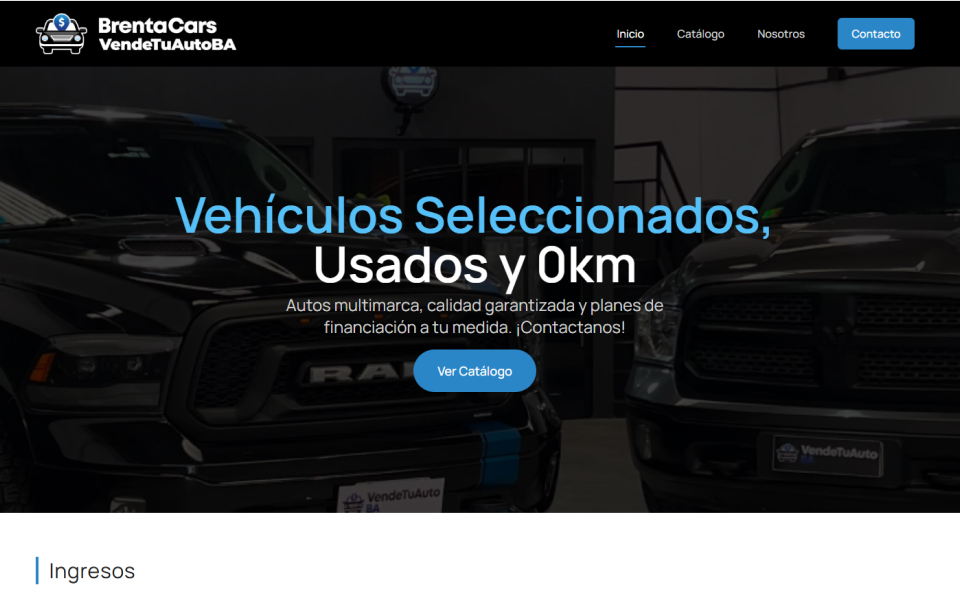 $
BrentaCars
VendeTuAutoBA
Inicio
Catálogo
Nosotros
Contacto
Vehículos Seleccionados,
Usados y 0km
Autos multimarca, calidad garantizada y planes de
financiación a tu medida. ¡Contactanos!
Ver Catálogo
RAM
VendeTuAuto
BA
VendeTuAuto
BA
Ingresos